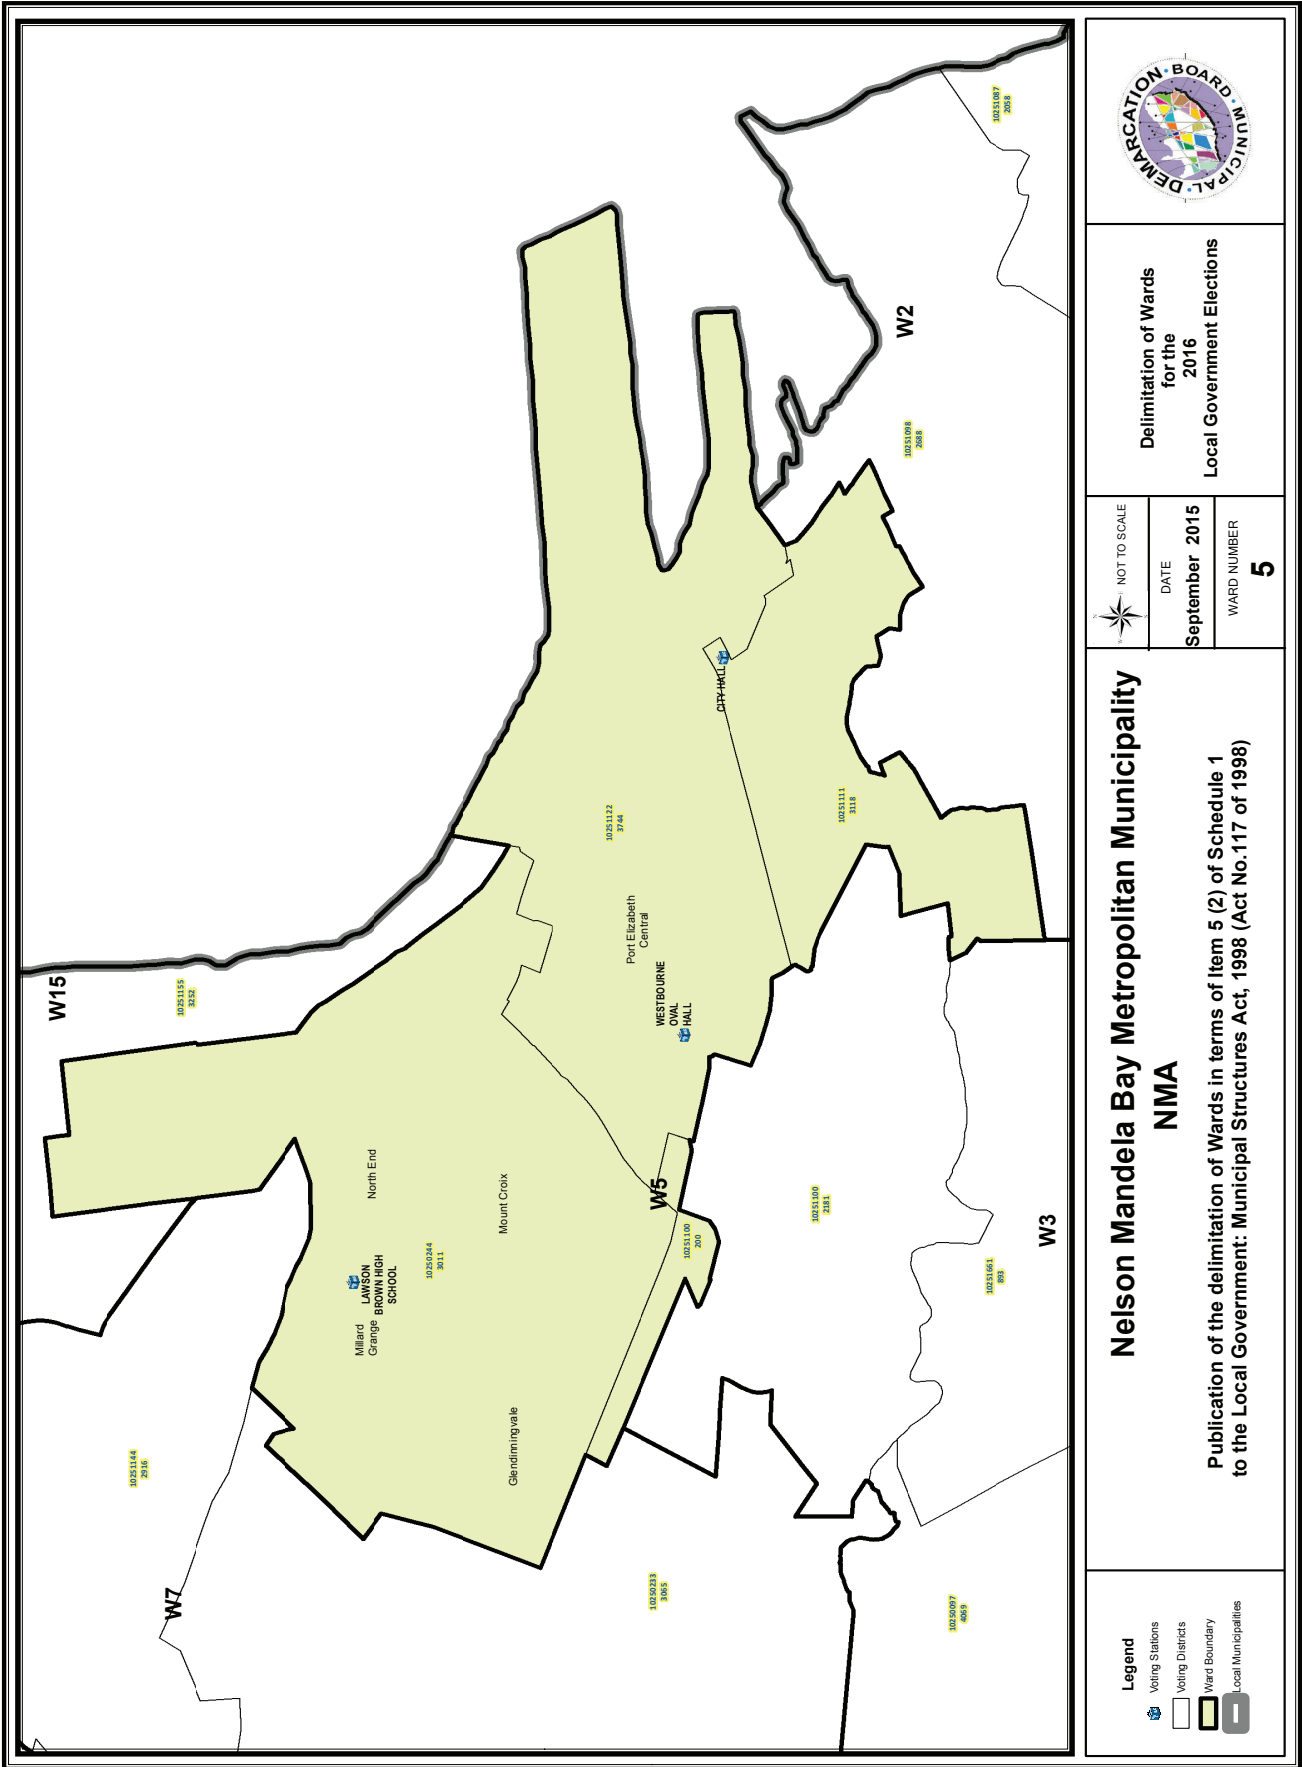 W15
10251155
3252
10251087
2058
W2
10251098
2688
CITY HALL
10251122
3744
10251111
3118
Port Elizabeth
Central
WESTBOURNE
OVAL
HALL
North End
Mount Croix
W5
10251100
200
10251100
2181
LAWSON
BROWN HIGH
SCHOOL
10250244
3011
Millard
Grange
Glendinningvale
10251144
2916
W7
10250233
3065
10251661
893
W3
10250097
4069
Legend
Voting Stations
Voting Districts
Ward Boundary
Local Municipalities
Nelson Mandela Bay Metropolitan Municipality
NMA
Publication of the delimitation of Wards in terms of Item 5 (2) of Schedule 1
to the Local Government: Municipal Structures Act, 1998 (Act No.117 of 1998)
NOT TO SCALE
DATE
September 2015
WARD NUMBER
5
Delimitation of Wards
for the
2016
Local Government Elections
MUNICIPAL • DEMARCATION • BOARD •